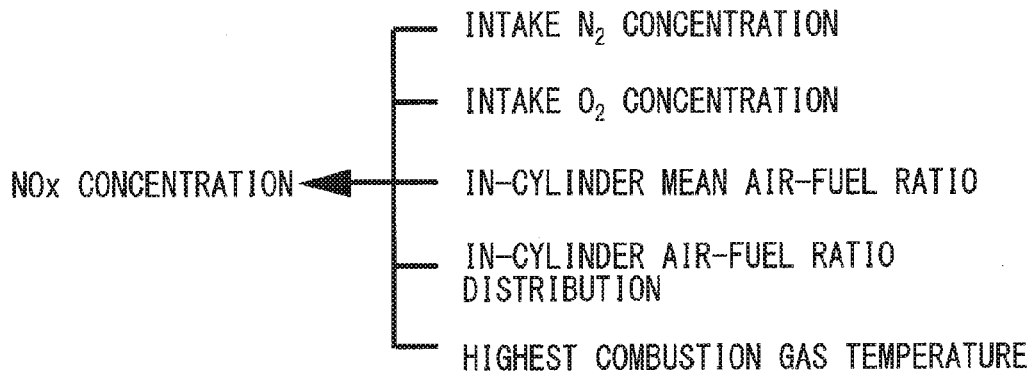 INTAKE N₂ CONCENTRATION
INTAKE O₂ CONCENTRATION
NOx CONCENTRATION
IN-CYLINDER MEAN AIR-FUEL RATIO
IN-CYLINDER AIR-FUEL RATIO
DISTRIBUTION
HIGHEST COMBUSTION GAS TEMPERATURE